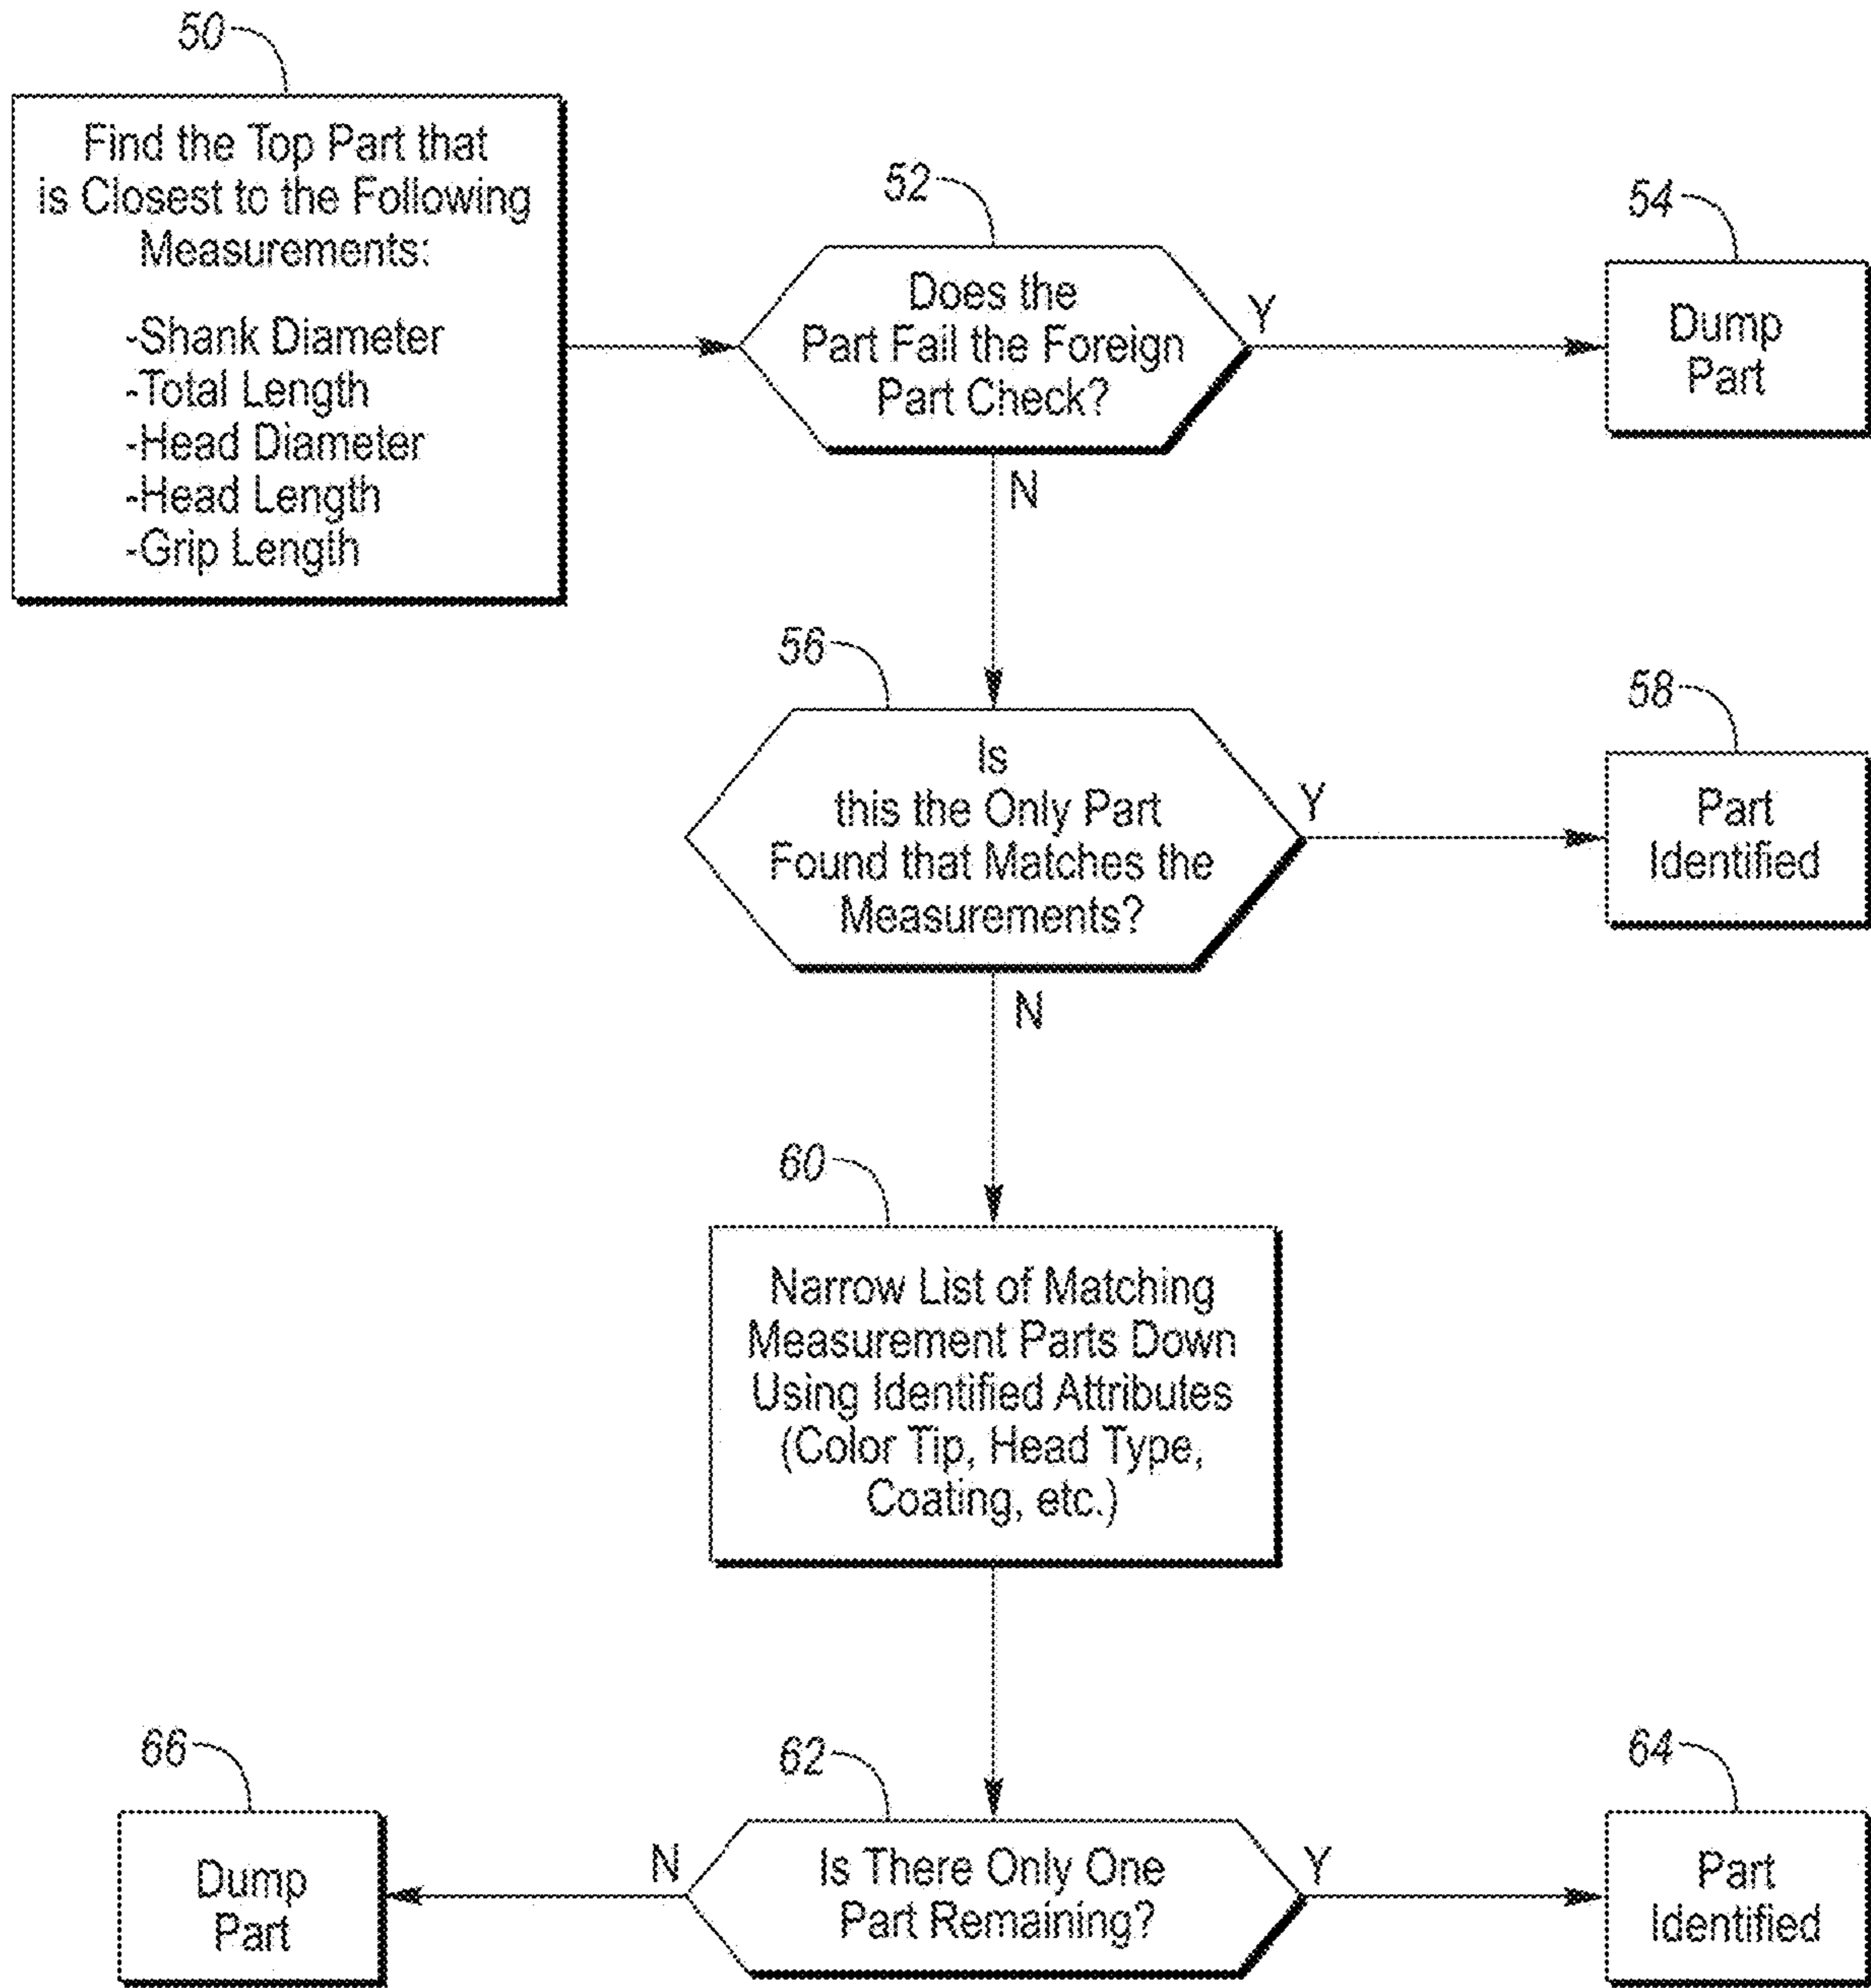 50
Find the Top Part that
is Closest to the Following
Measurements:
-Shank Diameter
-Total Length
-Head Diameter
-Head Length
-Grip Length
52
Does the
Part Fail the Foreign
Part Check?
Y
N
54
Dump
Part
56
Is
this the Only Part
Found that Matches the
Measurements?
Y
N
58
Part
Identified
60
Narrow List of Matching
Measurement Parts Down
Using Identified Attributes
(Color Tip, Head Type,
Coating, etc.)
62
Is There Only One
Part Remaining?
N
Y
66
Dump
Part
64
Part
Identified